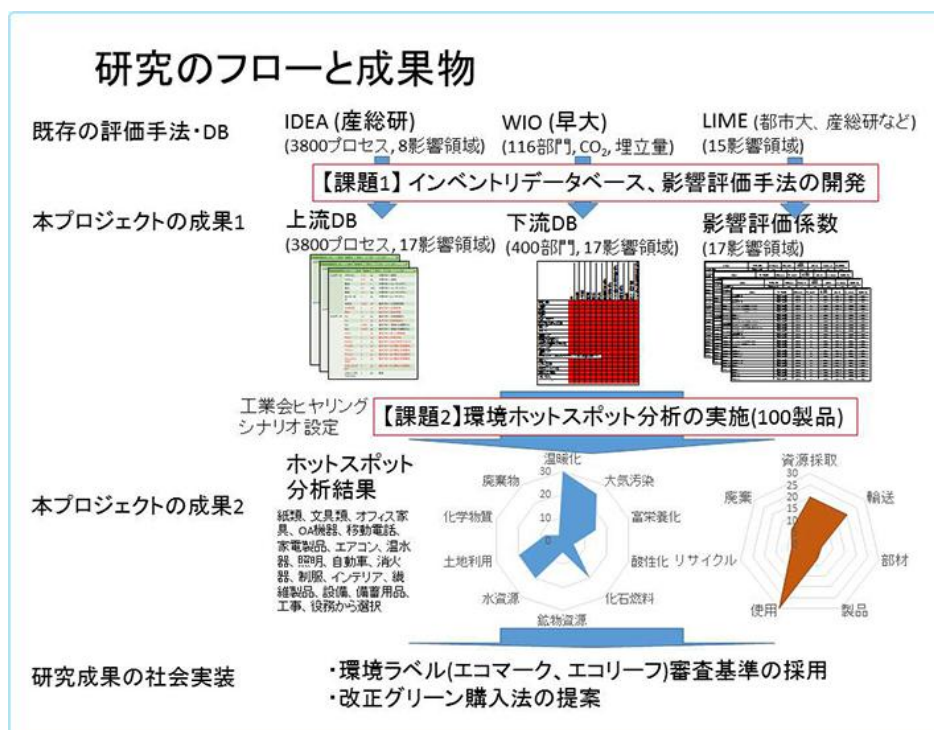 研究のフローと成果物
既存の評価手法・DB
IDEA (産総研)
(3800プロセス, 8影響領域)
WIO (早大)
(116部門, CO₂, 埋立量)
LIME (都市大、産総研など)
(15影響領域)
【課題1】 インベントリデータベース、影響評価手法の開発
本プロジェクトの成果1
上流DB
(3800プロセス, 17影響領域)
下流DB
(400部門, 17影響領域)
影響評価係数
(17影響領域)
工業会ヒヤリング
シナリオ設定
【課題2】環境ホットスポット分析の実施(100製品)
本プロジェクトの成果2
ホットスポット
分析結果
紙類、文具類、オフィス家
具、OA機器、移動電話、
家電製品、エアコン、温水
器、照明、自動車、消火
器、制服、インテリア、繊
維製品、設備、備蓄用品、
工事、役務から選択
温暖化
大気汚染
富栄養化
酸性化
化石燃料
鉱物資源
水資源
土地利用
化学物質
廃棄物
30
20
10
0
資源採取
輸送
部材
製品
使用
リサイクル
廃棄
30
25
20
15
10
5
0
研究成果の社会実装
・環境ラベル(エコマーク、エコリーフ)審査基準の採用
・改正グリーン購入法の提案